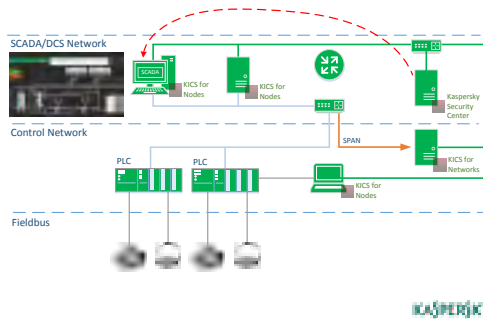 SCADA/DCS Network
SCADA
KICS for
Nodes
KICS for
Nodes
Kaspersky
Security
Center
Control Network
SPAN
PLC
PLC
KICS for
Networks
KICS for
Nodes
Fieldbus
KASPERSKY